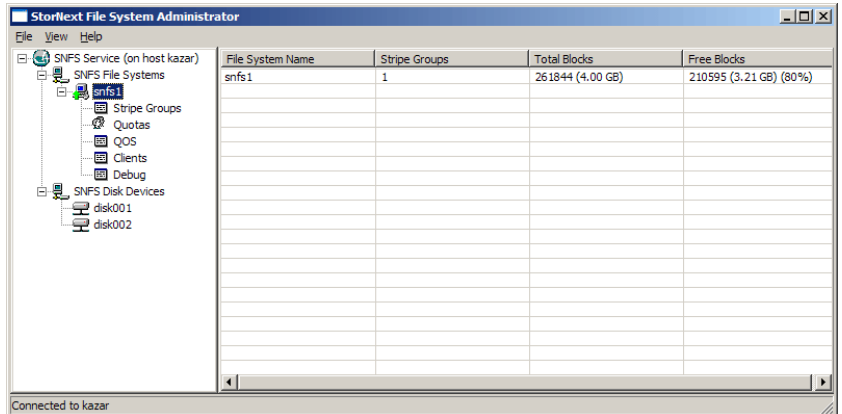 StorNext File System Administrator
File View Help
SNFS Service (on host kazar)
SNFS File Systems
snfs1
Stripe Groups
Quotas
QOS
Clients
Debug
SNFS Disk Devices
disk001
disk002
File System Name Stripe Groups Total Blocks Free Blocks
snfs1 1 261844 (4.00 GB) 210595 (3.21 GB) (80%)
Connected to kazar